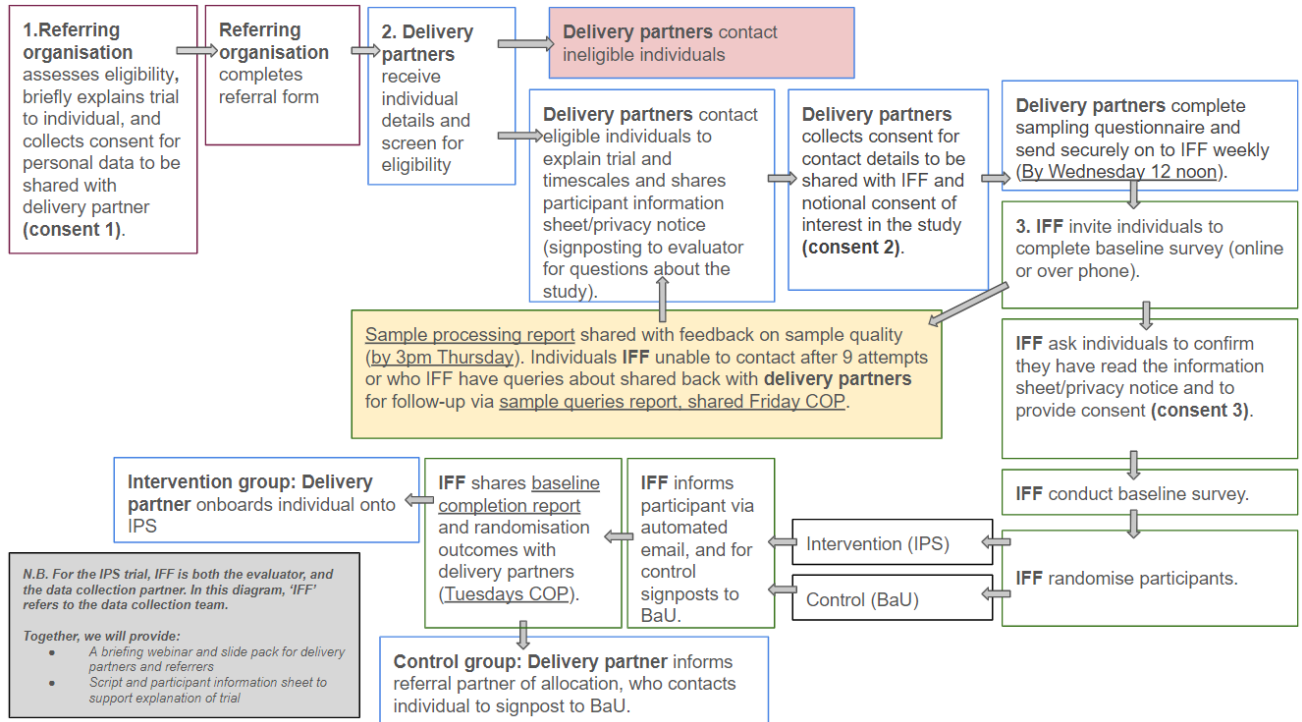 1.Referring
organisation
assesses eligibility,
briefly explains trial
to individual, and
collects consent for
personal data to be
shared with
delivery partner
(consent 1).
Referring
organisation
completes
referral form
2. Delivery
partners
receive
individual
details and
screen for
eligibility
Delivery partners contact
ineligible individuals
Delivery partners contact
eligible individuals to
explain trial and
timescales and shares
participant information
sheet/privacy notice
(signposting to evaluator
for questions about the
study).
Delivery partners
collects consent for
contact details to be
shared with IFF and
notional consent of
interest in the study
(consent 2).
Delivery partners complete
sampling questionnaire and
send securely on to IFF weekly
(By Wednesday 12 noon).
3. IFF invite individuals to
complete baseline survey (online
or over phone).
Sample processing report shared with feedback on sample quality
(by 3pm Thursday). Individuals IFF unable to contact after 9 attempts
or who IFF have queries about shared back with delivery partners
for follow-up via sample queries report, shared Friday COP.
IFF ask individuals to confirm
they have read the information
sheet/privacy notice and to
provide consent (consent 3).
IFF conduct baseline survey.
IFF randomise participants.
Intervention (IPS)
Control (BaU)
IFF informs
participant via
automated
email, and for
control
signposts to
BaU.
IFF shares baseline
completion report
and randomisation
outcomes with
delivery partners
(Tuesdays COP).
Intervention group: Delivery
partner onboards individual onto
IPS
Control group: Delivery partner informs
referral partner of allocation, who contacts
individual to signpost to BaU.
N.B. For the IPS trial, IFF is both the evaluator, and
the data collection partner. In this diagram, ‘IFF’
refers to the data collection team.
Together, we will provide:
• A briefing webinar and slide pack for delivery
partners and referrers
• Script and participant information sheet to
support explanation of trial